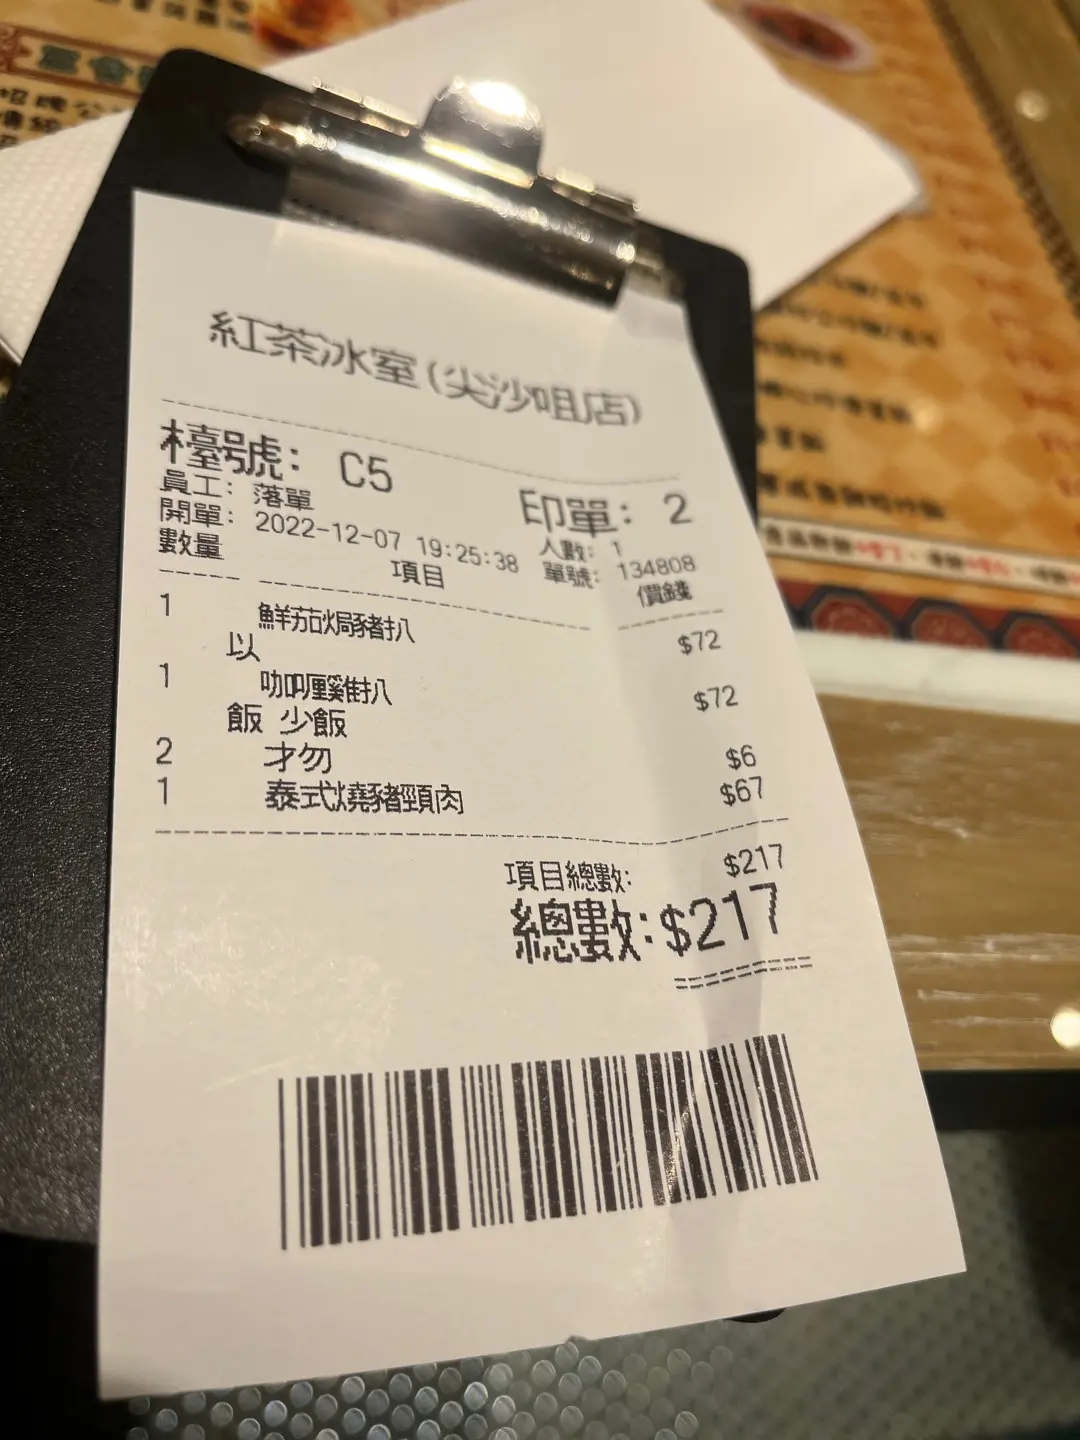 招牌公
紅茶冰室(尖沙咀店)
檯號: C5
印單: 2
員工: 落單
人數: 1
開單: 2022-12-07 19:25:38
單號: 134808
數量 項目 價錢
1 鮮茄焗豬扒 $72
以
1 咖喱雞扒 $72
飯 少飯
2 才勿 $6
1 泰式燒豬頸肉 $67
項目總數: $217
總數: $217